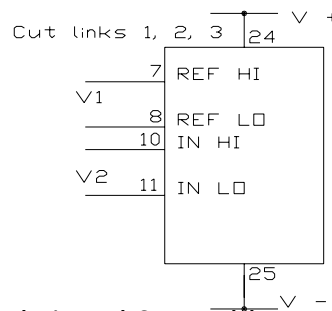 V +
Cut links 1, 2, 3
24
7 REF HI
V1
8 REF LO
10 IN HI
V2
11 IN LO
25
V -